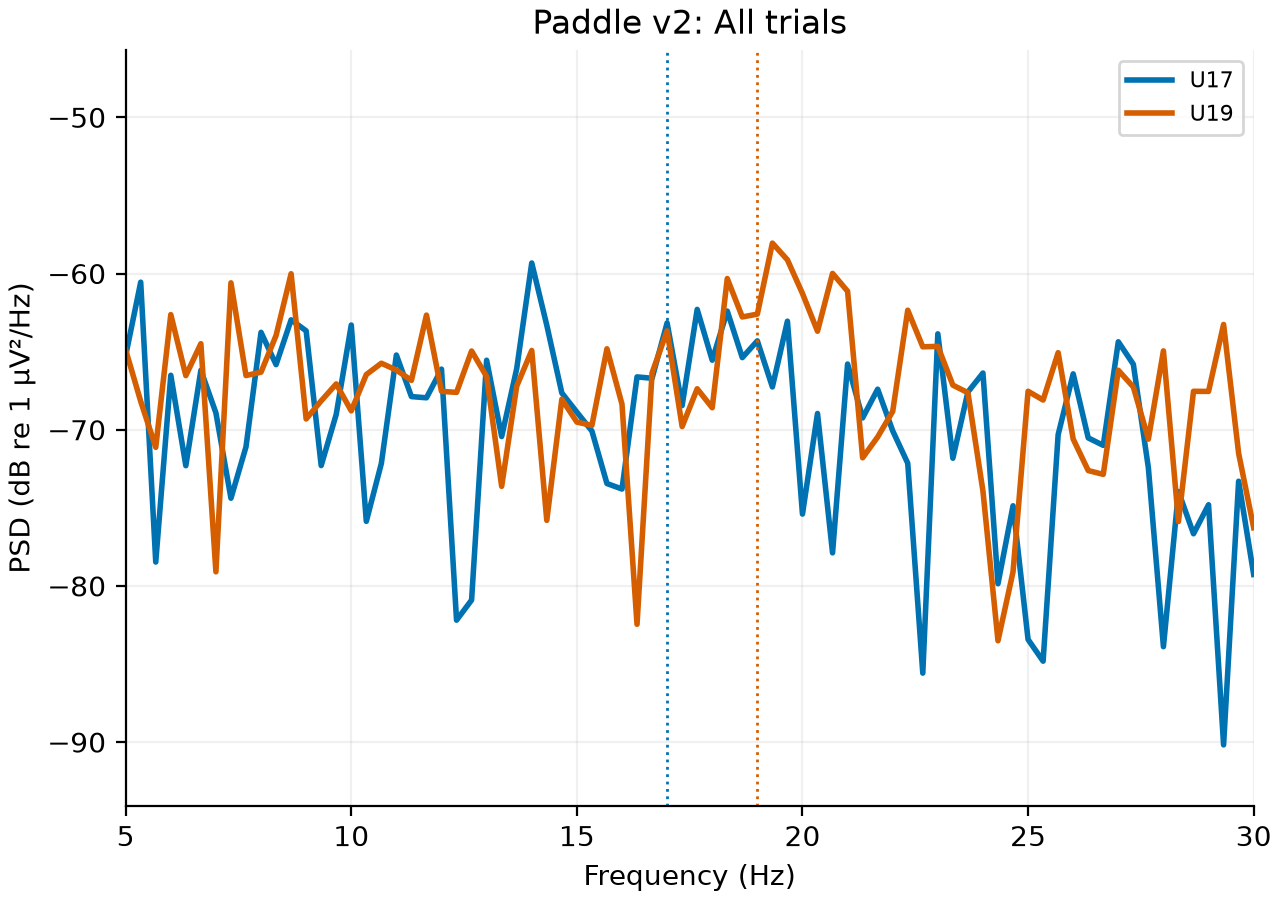 Paddle v2: All trials
U17
U19
PSD (dB re 1 µV²/Hz)
−50
−60
−70
−80
−90
5
10
15
20
25
30
Frequency (Hz)